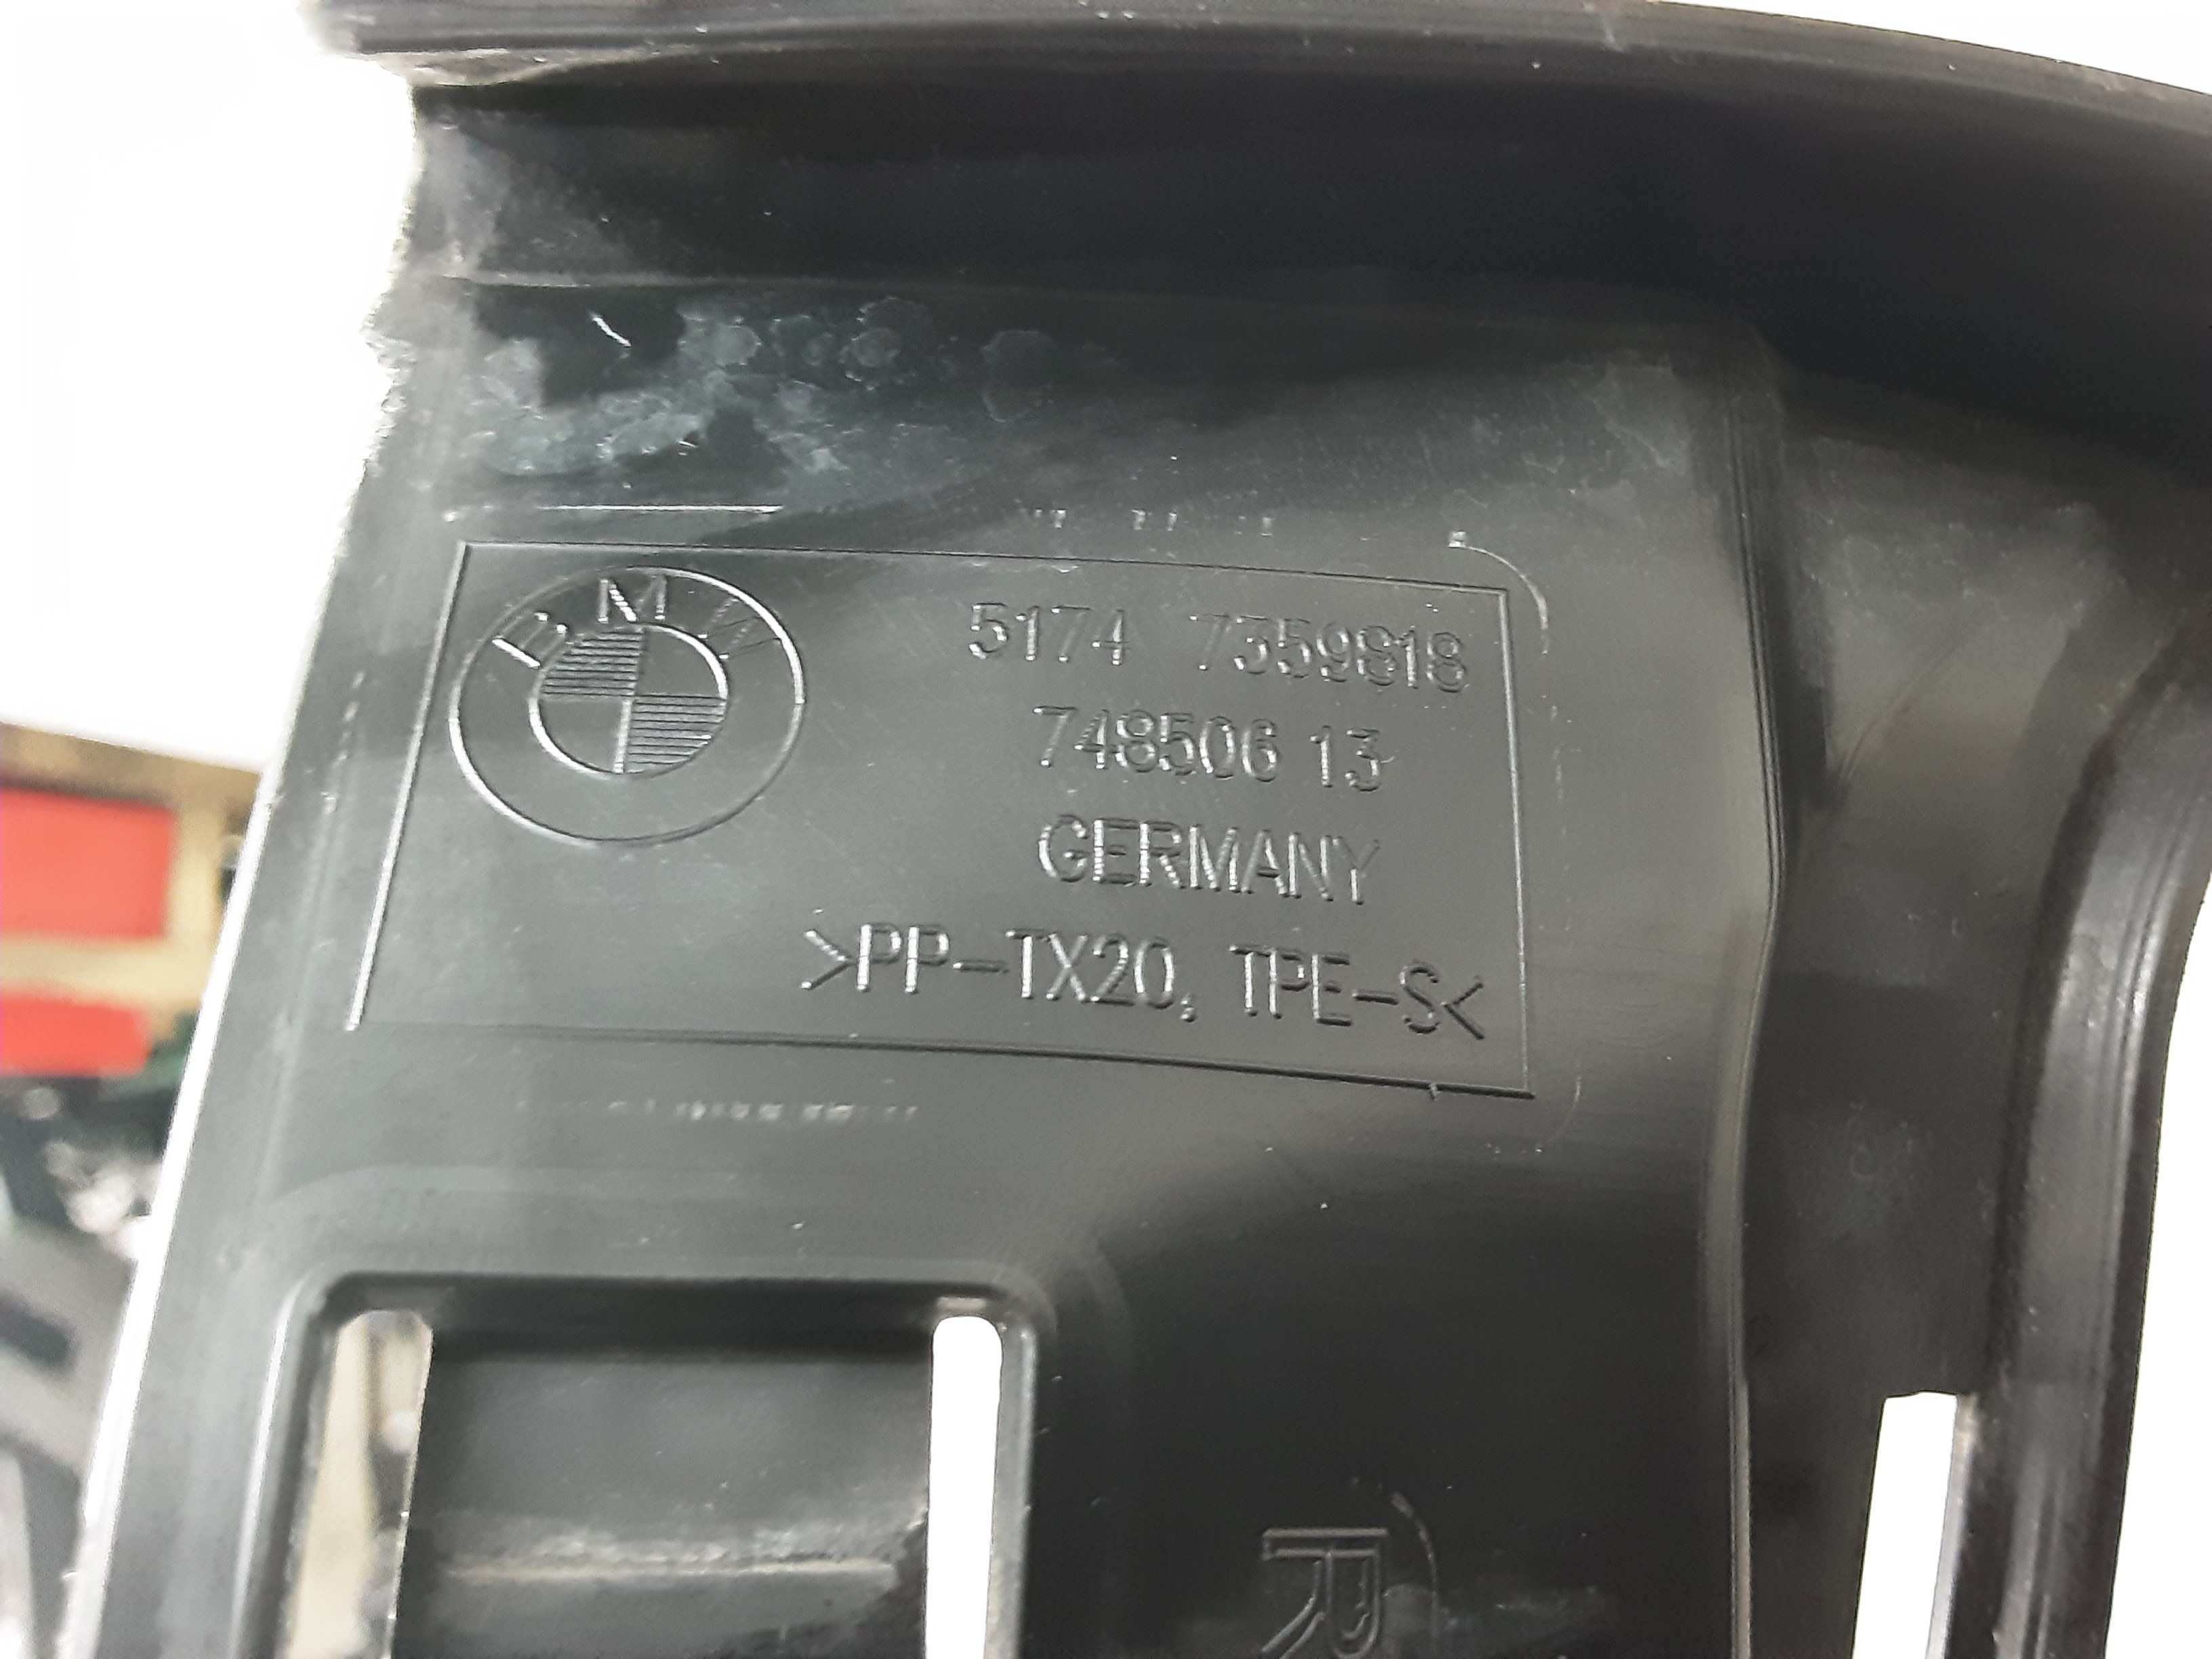 BMW
5174 7359818
748506 13
GERMANY
>PP-TX20, TPE-S<